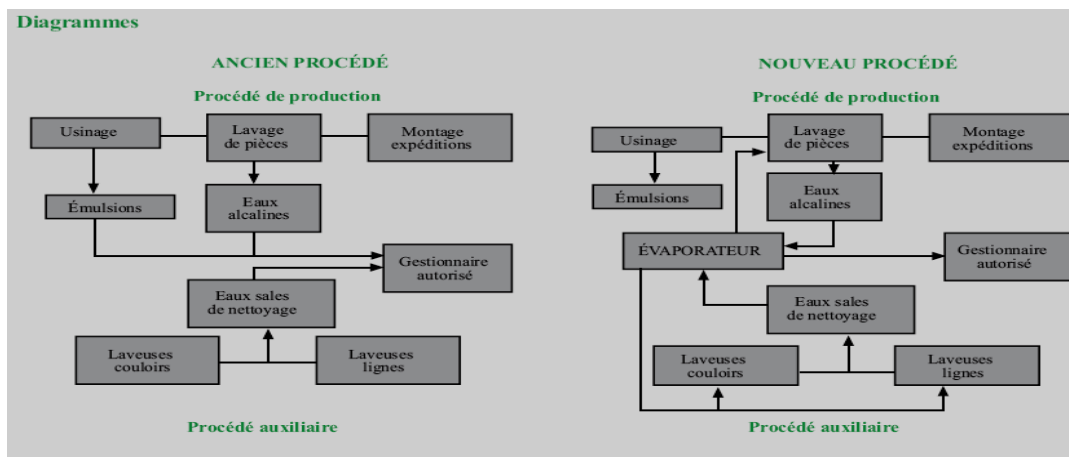 Diagrammes
ANCIEN PROCÉDÉ
Procédé de production
Usinage
Lavage
de pièces
Montage
expéditions
Émulsions
Eaux
alcalines
Gestionnaire
autorisé
Eaux sales
de nettoyage
Laveuses
couloirs
Laveuses
lignes
Procédé auxiliaire
NOUVEAU PROCÉDÉ
Procédé de production
Usinage
Lavage
de pièces
Montage
expéditions
Émulsions
Eaux
alcalines
ÉVAPORATEUR
Gestionnaire
autorisé
Eaux sales
de nettoyage
Laveuses
couloirs
Laveuses
lignes
Procédé auxiliaire